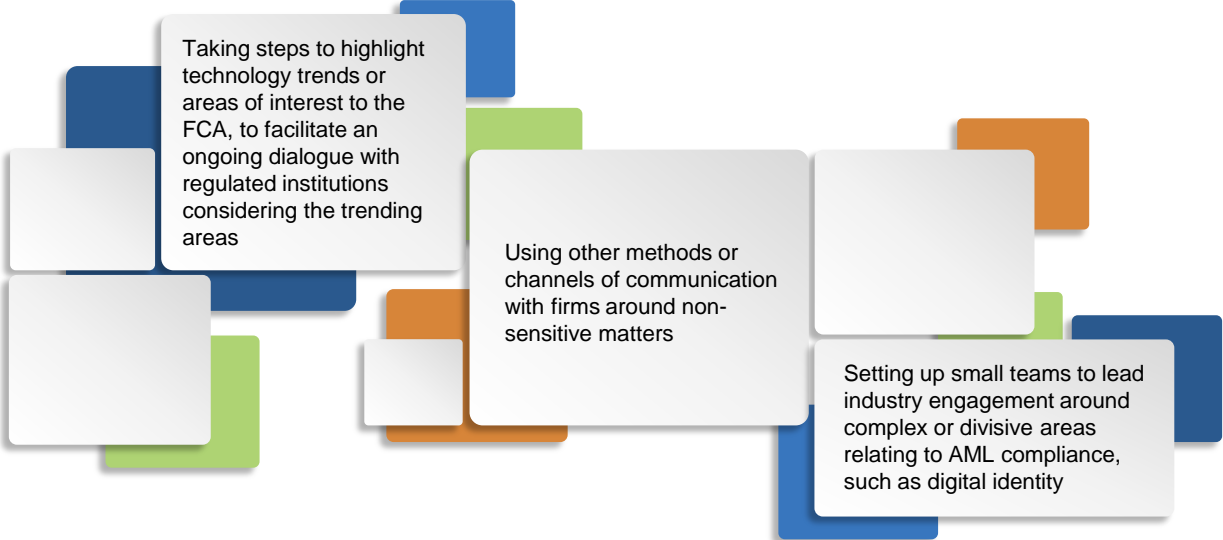 Taking steps to highlight
technology trends or
areas of interest to the
FCA, to facilitate an
ongoing dialogue with
regulated institutions
considering the trending
areas
Using other methods or
channels of communication
with firms around non-
sensitive matters
Setting up small teams to lead
industry engagement around
complex or divisive areas
relating to AML compliance,
such as digital identity